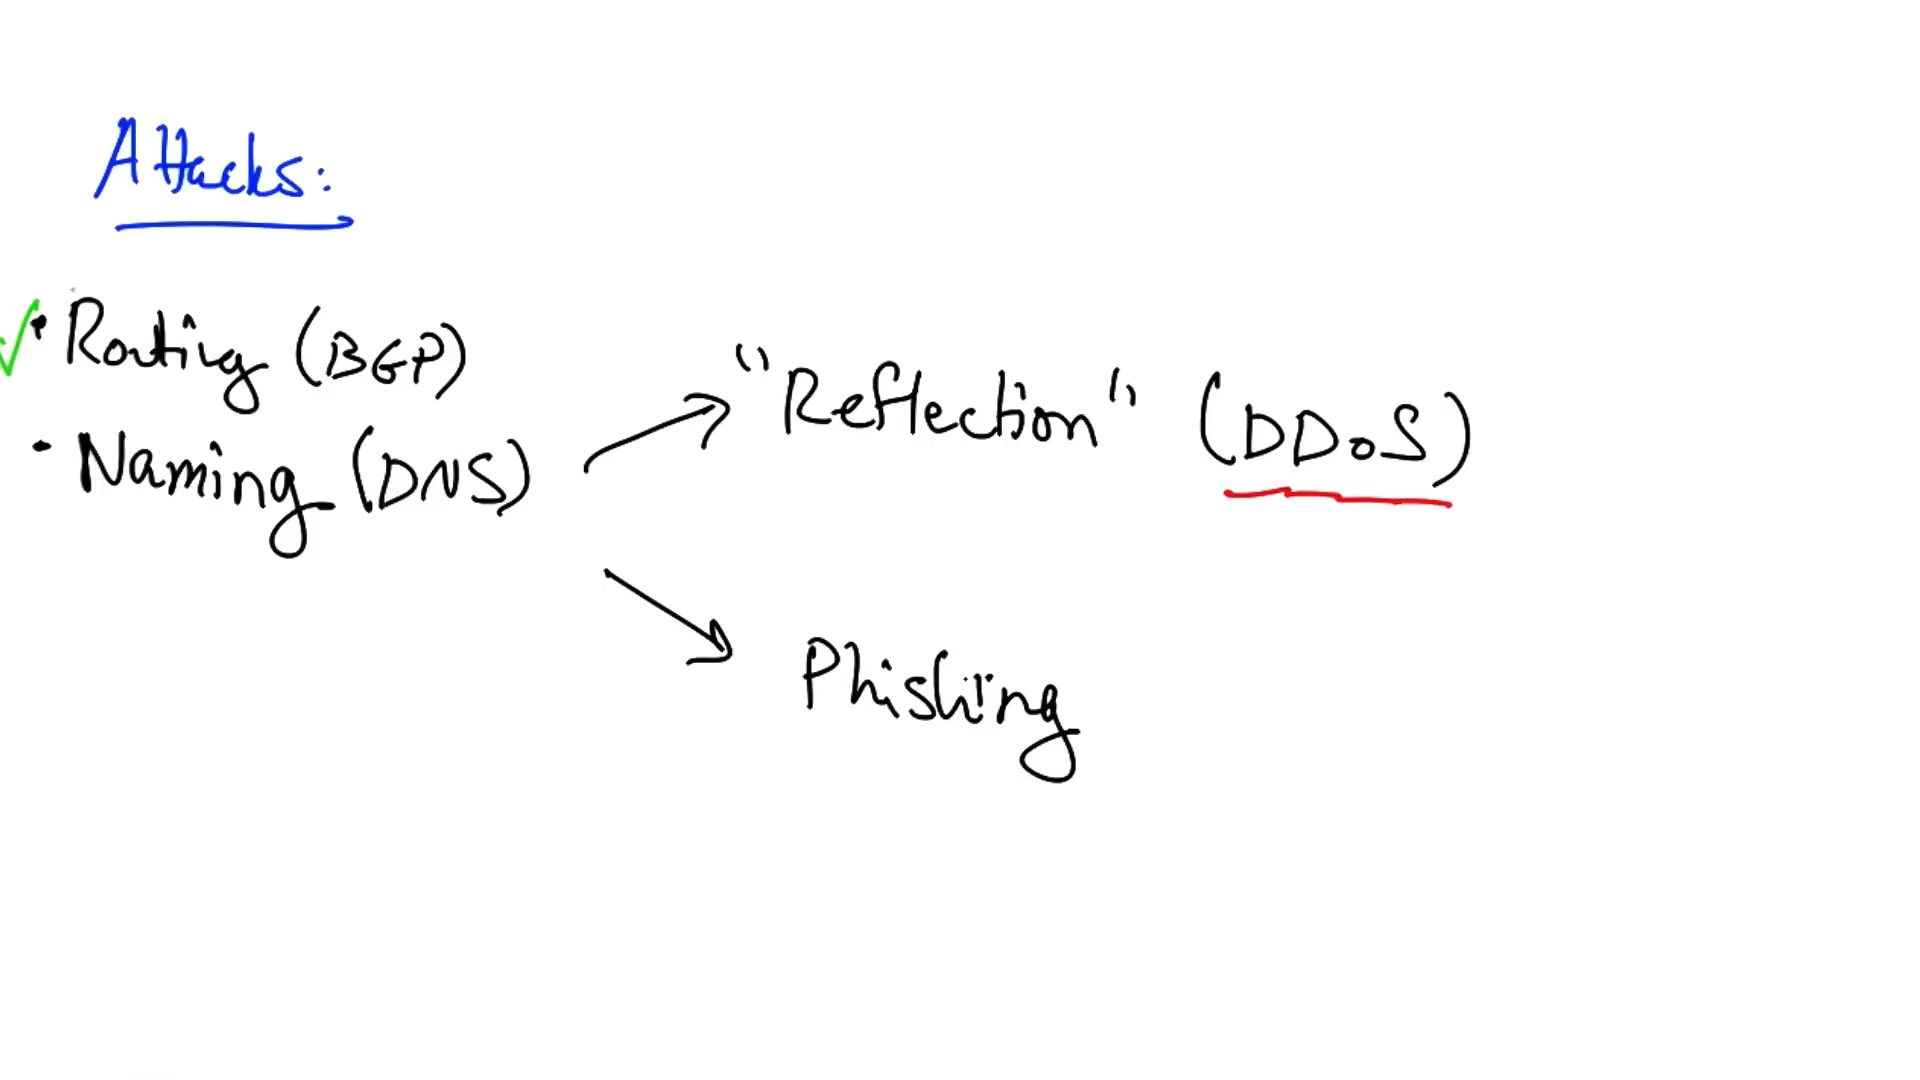 Attacks:
• Routing (BGP)
• Naming (DNS)
"Reflection" (DDoS)
Phishing